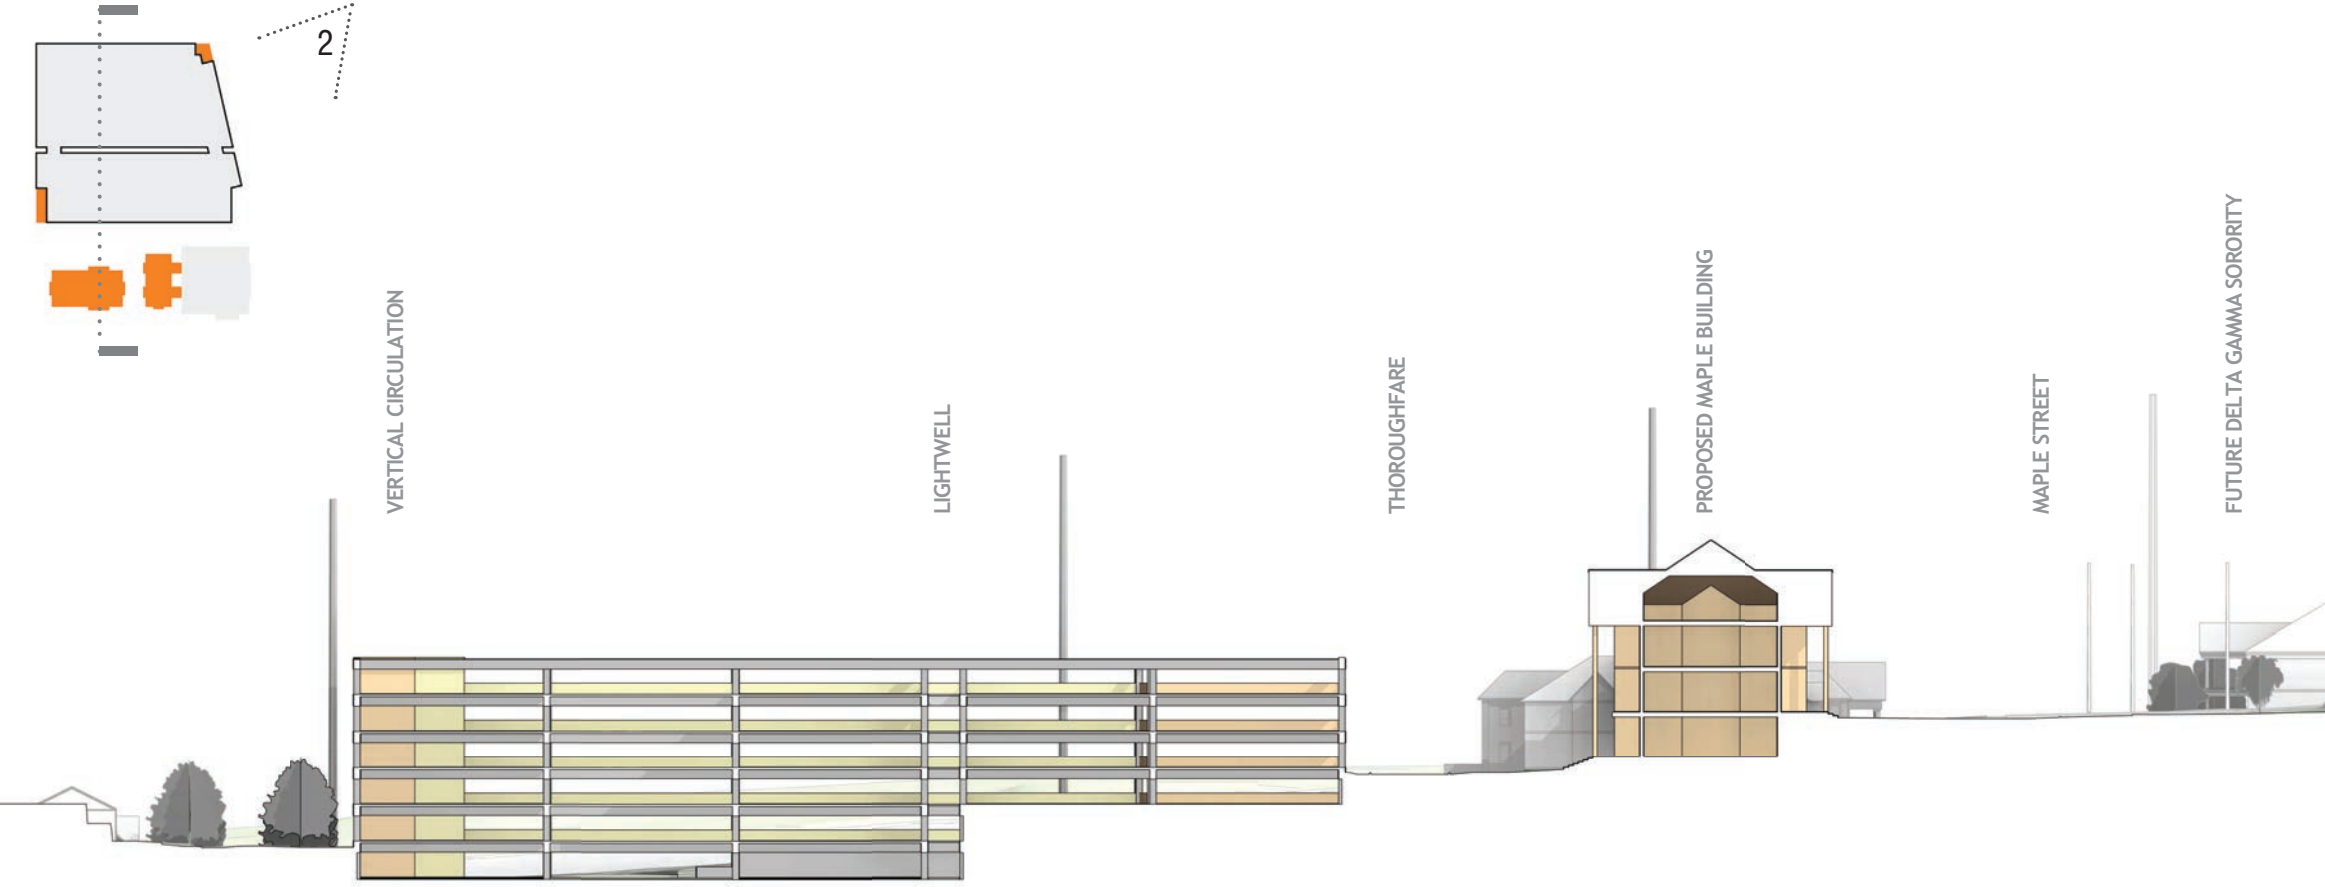 2
VERTICAL CIRCULATION
LIGHTWELL
THOROUGHFARE
PROPOSED MAPLE BUILDING
MAPLE STREET
FUTURE DELTA GAMMA SORORITY